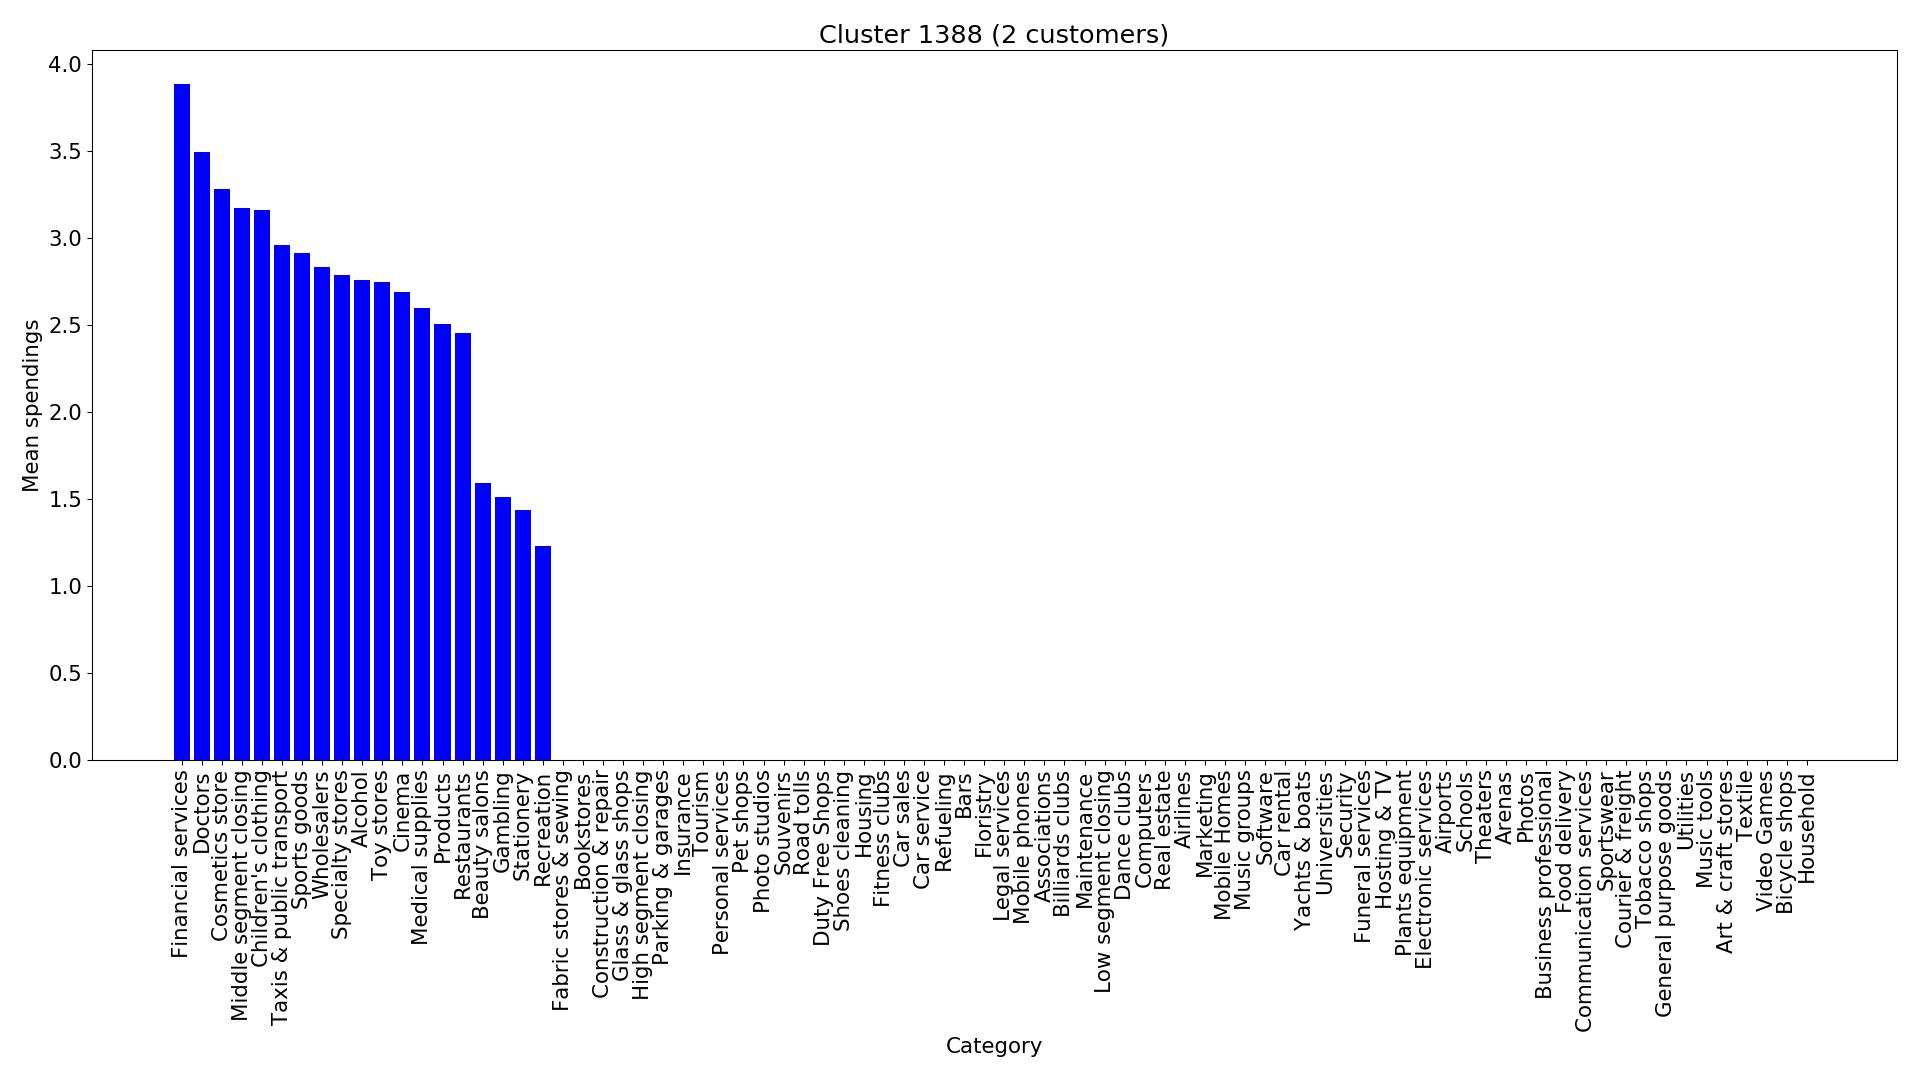 Cluster 1388 (2 customers)
Mean spendings
4.0
3.5
3.0
2.5
2.0
1.5
1.0
0.5
0.0
Financial services
Doctors
Cosmetics store
Middle segment closing
Children's clothing
Taxis & public transport
Sports goods
Wholesalers
Specialty stores
Alcohol
Toy stores
Cinema
Medical supplies
Products
Restaurants
Beauty salons
Gambling
Stationery
Recreation
Fabric stores & sewing
Bookstores
Construction & repair
Glass & glass shops
High segment closing
Parking & garages
Insurance
Tourism
Personal services
Pet shops
Photo studios
Souvenirs
Road tolls
Duty Free Shops
Shoes cleaning
Housing
Fitness clubs
Car sales
Car service
Refueling
Bars
Floristry
Legal services
Mobile phones
Associations
Billiards clubs
Maintenance
Low segment closing
Dance clubs
Computers
Real estate
Airlines
Marketing
Mobile Homes
Music groups
Software
Car rental
Yachts & boats
Universities
Security
Funeral services
Hosting & TV
Plants equipment
Electronic services
Airports
Schools
Theaters
Arenas
Photos
Business professional
Food delivery
Communication services
Sportswear
Courier & freight
Tobacco shops
General purpose goods
Utilities
Music tools
Art & craft stores
Textile
Video Games
Bicycle shops
Household
Category